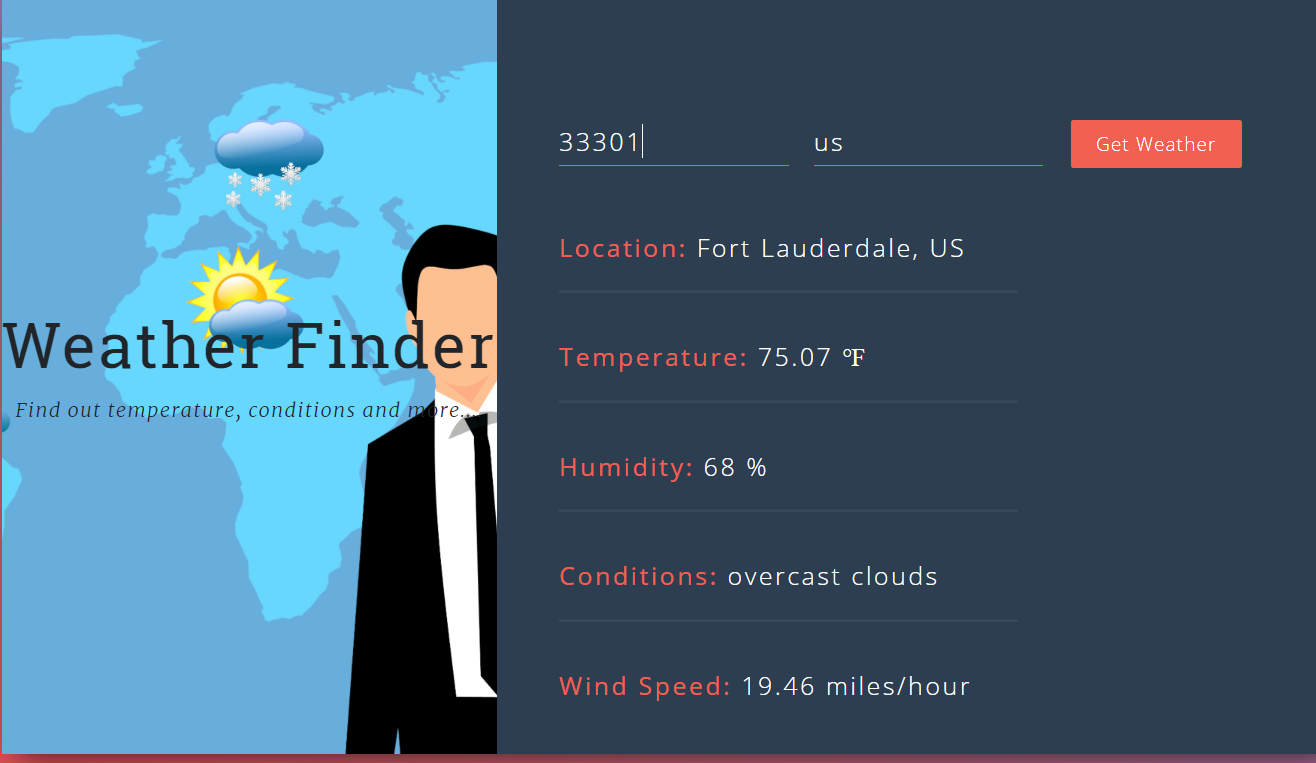 Weather Finder
Find out temperature, conditions and more...
33301 us Get Weather
Location: Fort Lauderdale, US
Temperature: 75.07 °F
Humidity: 68 %
Conditions: overcast clouds
Wind Speed: 19.46 miles/hour